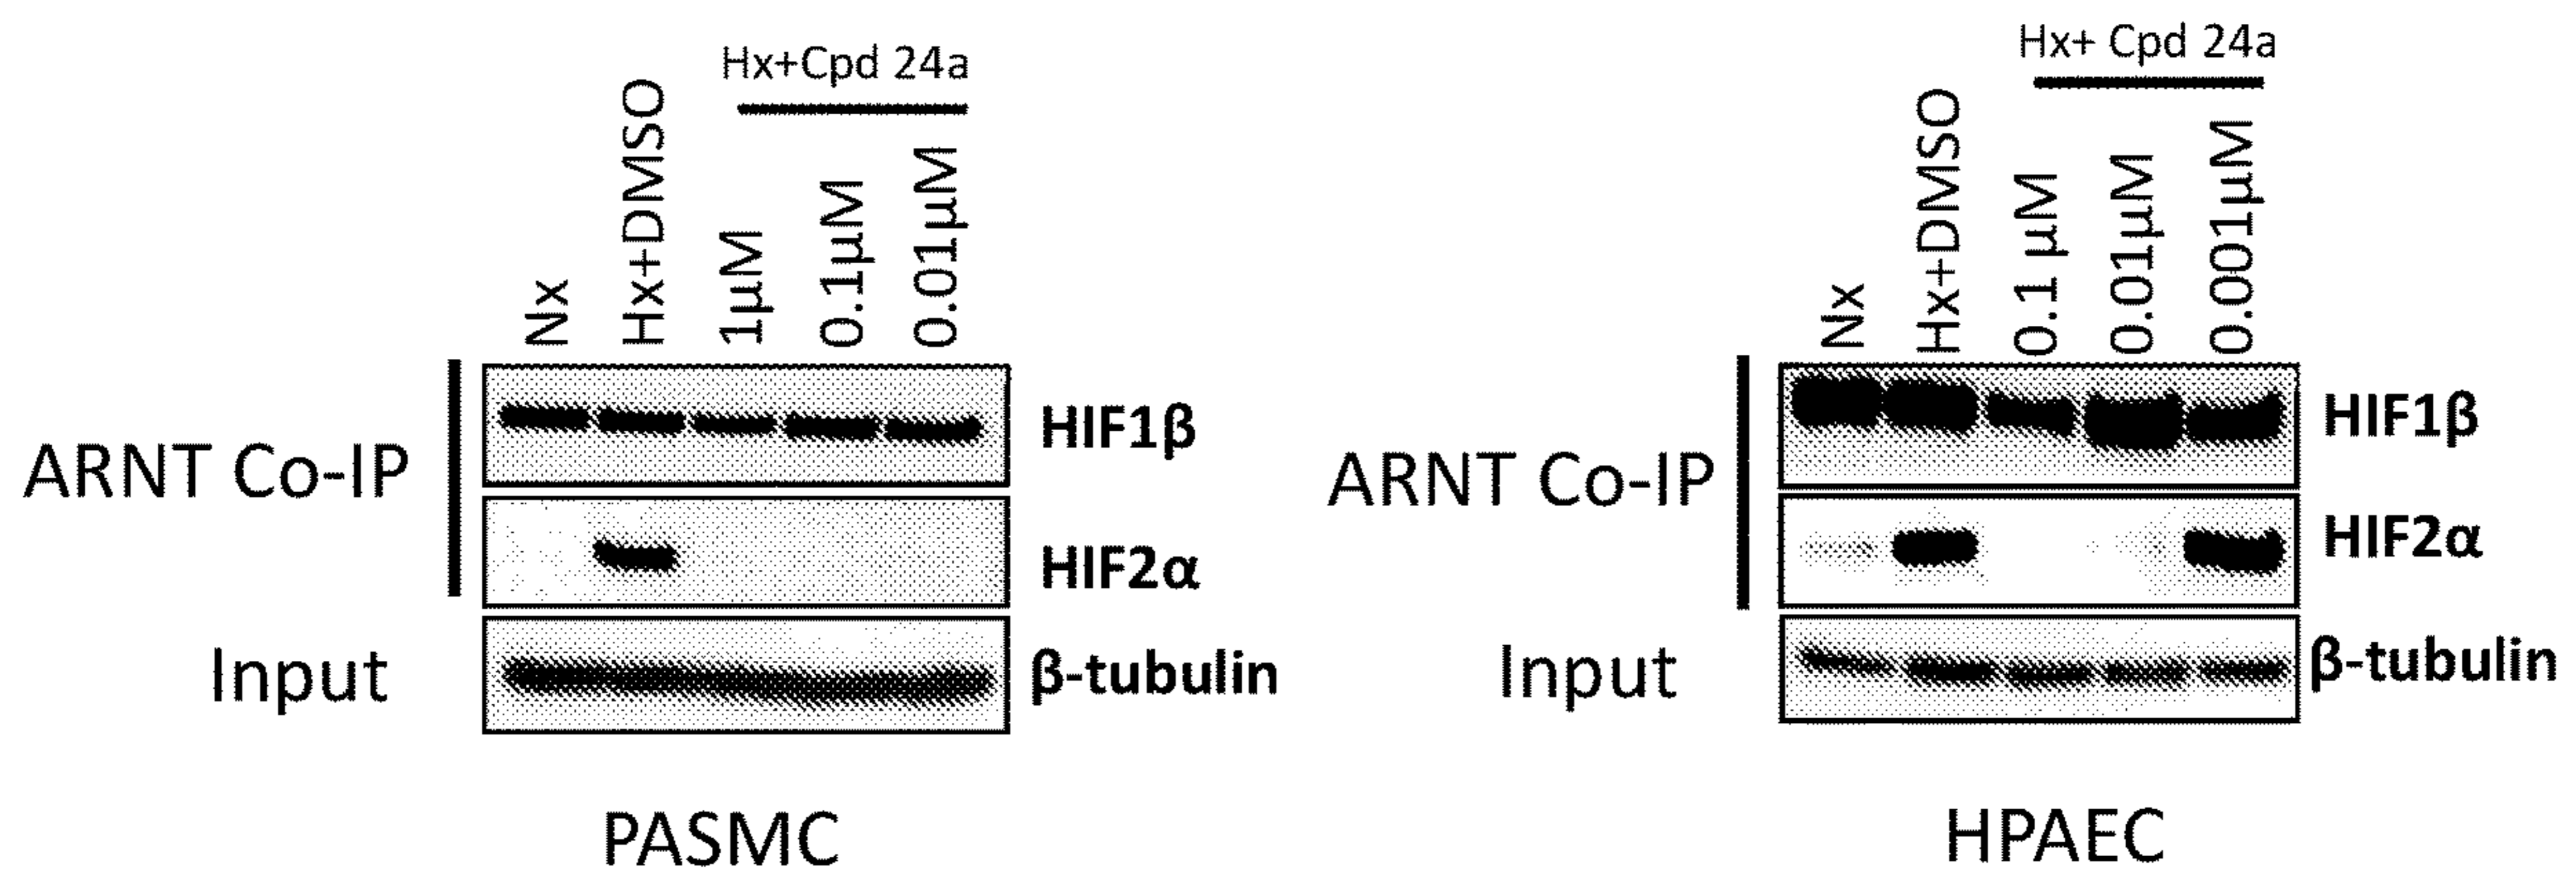 Hx+Cpd 24a
Nx
Hx+DMSO
1µM
0.1µM
0.01µM
ARNT Co-IP
HIF1β
HIF2α
Input
β-tubulin
PASMC
Hx+ Cpd 24a
Nx
Hx+DMSO
0.1 µM
0.01µM
0.001µM
ARNT Co-IP
HIF1β
HIF2α
Input
β-tubulin
HPAEC